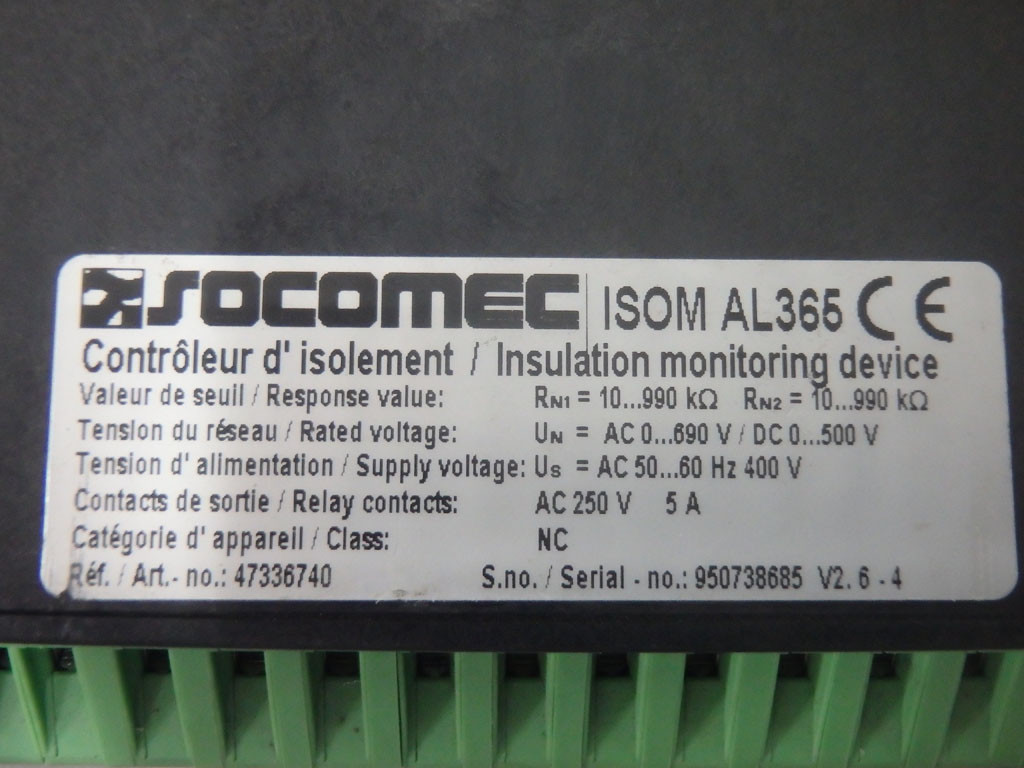 SOCOMEC ISOM AL365 CE
Contrôleur d' isolement / Insulation monitoring device
Valeur de seuil / Response value: RN1 = 10...990 kΩ RN2 = 10...990 kΩ
Tension du réseau / Rated voltage: UN = AC 0...690 V / DC 0...500 V
Tension d' alimentation / Supply voltage: US = AC 50...60 Hz 400 V
Contacts de sortie / Relay contacts: AC 250 V 5 A
Catégorie d' appareil / Class: NC
Réf. / Art.- no.: 47336740 S.no. / Serial - no.: 950738685 V2. 6 - 4